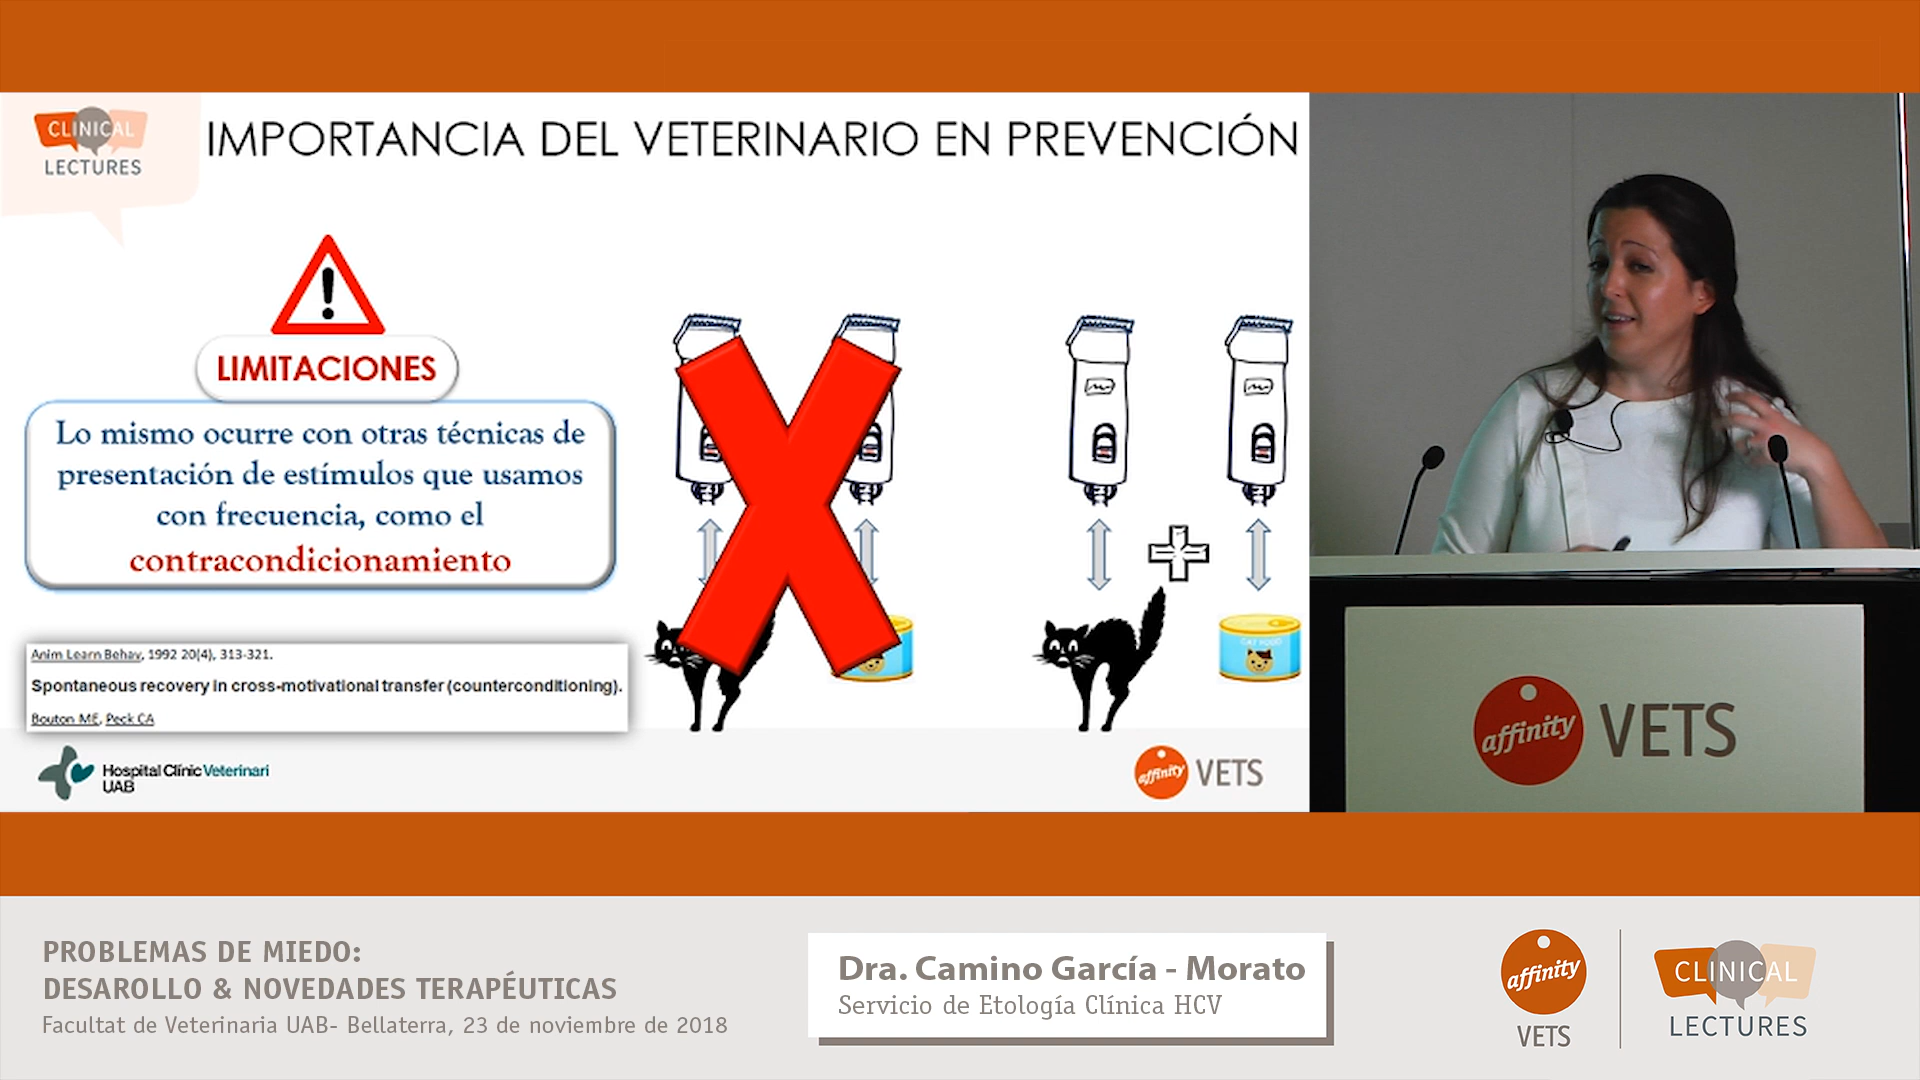 CLINICAL
LECTURES
IMPORTANCIA DEL VETERINARIO EN PREVENCIÓN
LIMITACIONES
Lo mismo ocurre con otras técnicas de
presentación de estímulos que usamos
con frecuencia, como el
contracondicionamiento
CAT FOOD
Anim Learn Behav, 1992 20(4), 313-321.
Spontaneous recovery in cross-motivational transfer (counterconditioning).
Bouton ME, Peck CA
Hospital Clínic Veterinari
UAB
affinity VETS
affinity VETS
PROBLEMAS DE MIEDO:
DESAROLLO & NOVEDADES TERAPÉUTICAS
Facultat de Veterinaria UAB- Bellaterra, 23 de noviembre de 2018
Dra. Camino García - Morato
Servicio de Etología Clínica HCV
affinity
VETS
CLINICAL
LECTURES